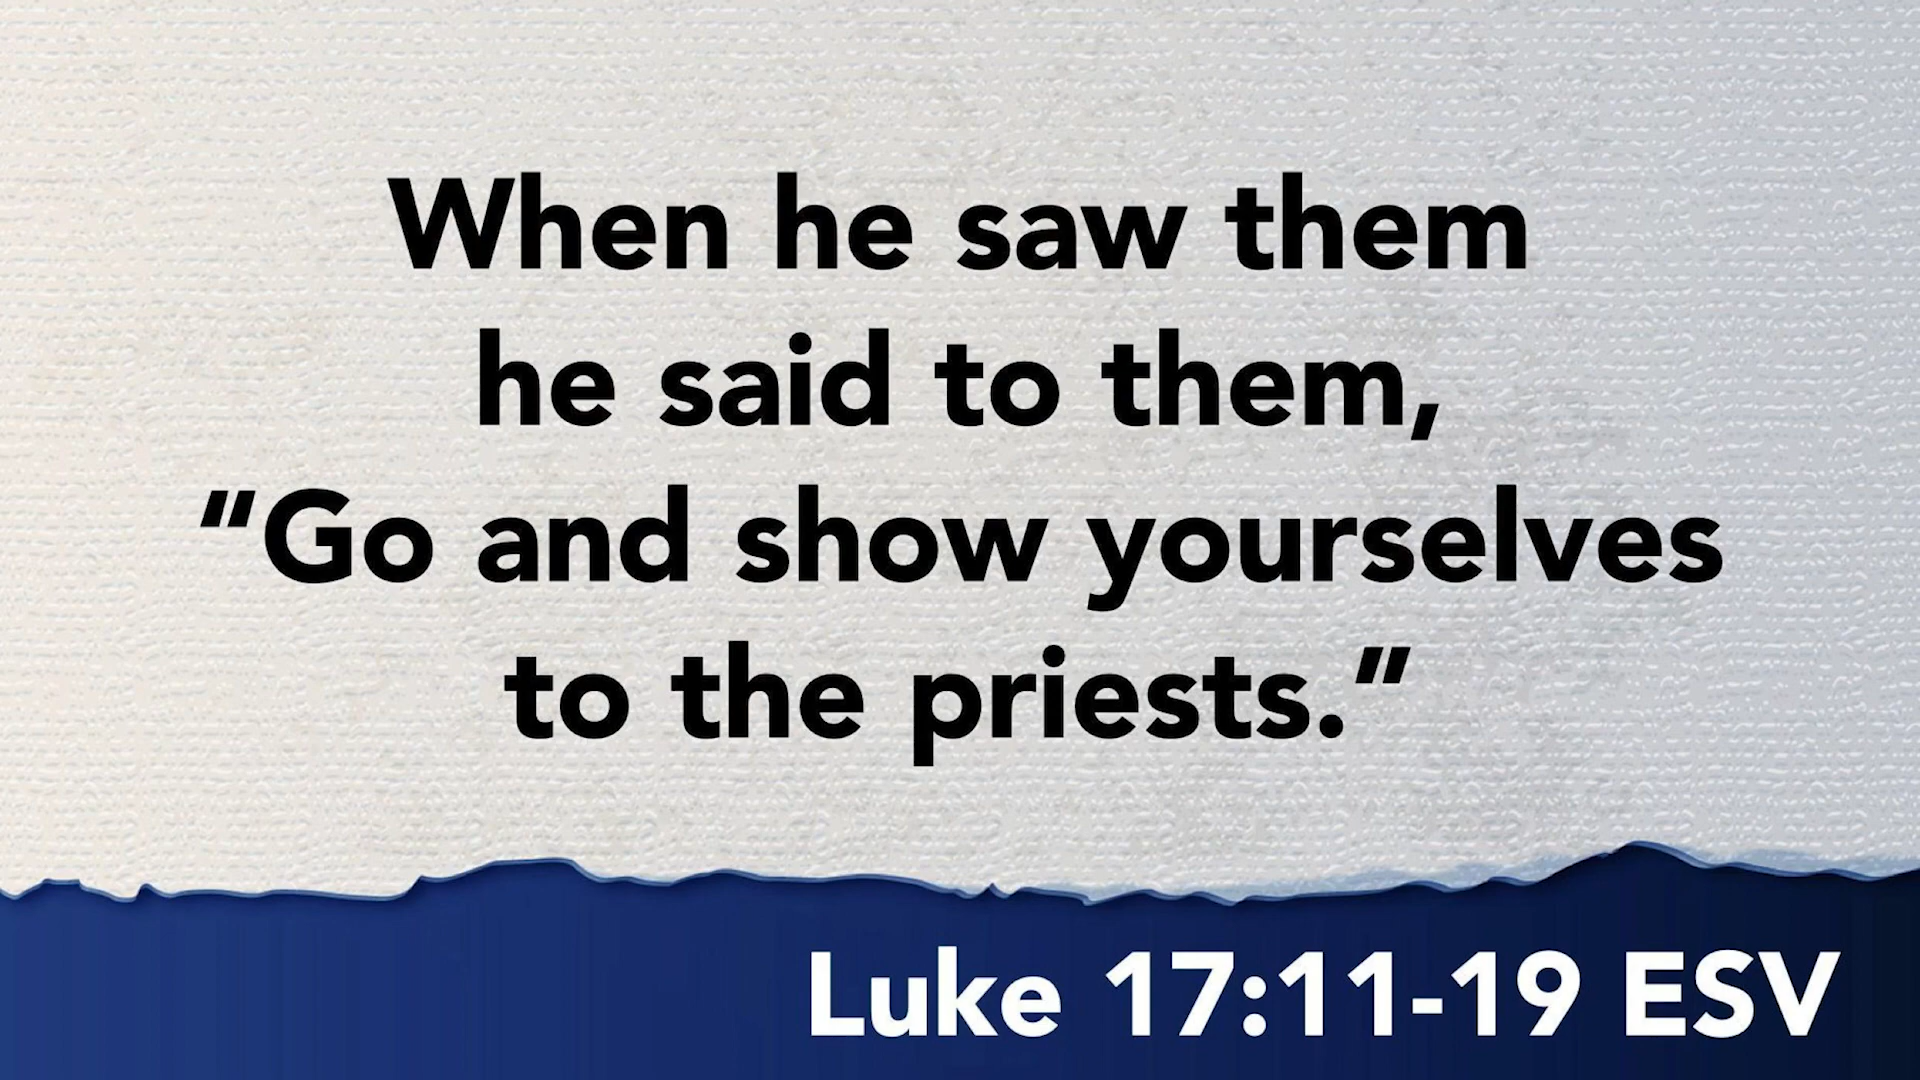 When he saw them
he said to them,
“Go and show yourselves
to the priests.”
Luke 17:11-19 ESV